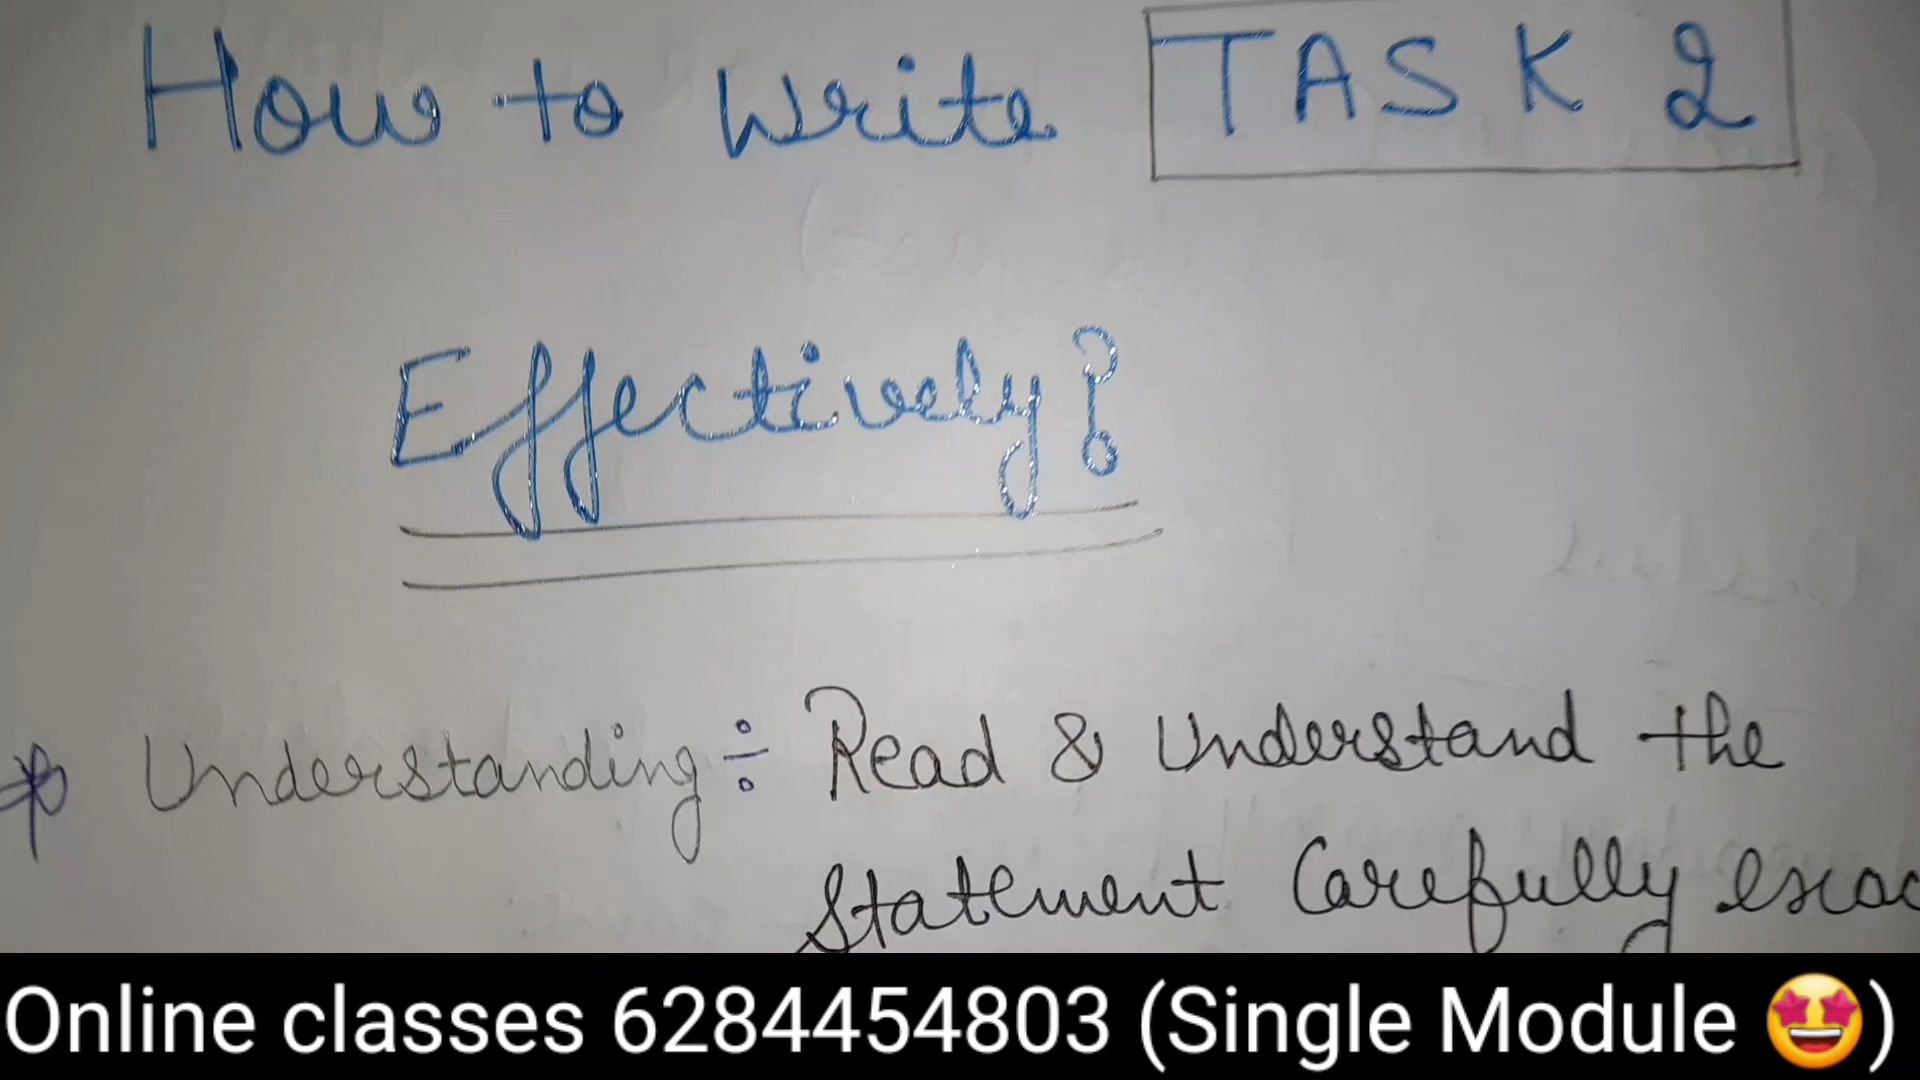 How to Write TASK 2
Effectively?
* Understanding ÷ Read & Understand the
Statement Carefully
Online classes 6284454803 (Single Module 🤩)